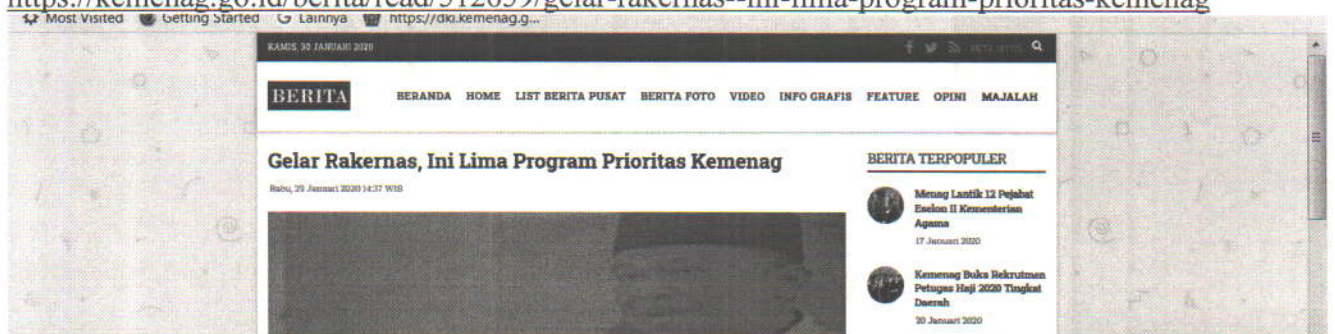 https://kemenag.go.id/berita/read/512659/gelar-rakernas--ini-lima-program-prioritas-kemenag
Most Visited Getting Started Lainnya https://dki.kemenag.g...
KAMIS, 30 JANUARI 2020
BERITA BERANDA HOME LIST BERITA PUSAT BERITA FOTO VIDEO INFO GRAFIS FEATURE OPINI MAJALAH
Gelar Rakernas, Ini Lima Program Prioritas Kemenag
Rabu, 29 Januari 2020 14:37 WIB
BERITA TERPOPULER
Menag Lantik 12 Pejabat
Eselon II Kementerian
Agama
17 Januari 2020
Kemenag Buka Rekrutmen
Petugas Haji 2020 Tingkat
Daerah
20 Januari 2020